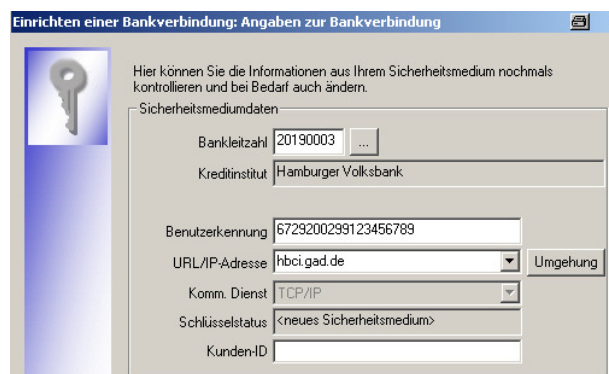 Einrichten einer Bankverbindung: Angaben zur Bankverbindung
Hier können Sie die Informationen aus Ihrem Sicherheitsmedium nochmals
kontrollieren und bei Bedarf auch ändern.
Sicherheitsmediumdaten
Bankleitzahl 20190003 ...
Kreditinstitut Hamburger Volksbank
Benutzerkennung 6729200299123456789
URL/IP-Adresse hbci.gad.de Umgehung
Komm. Dienst TCP/IP
Schlüsselstatus <neues Sicherheitsmedium>
Kunden-ID